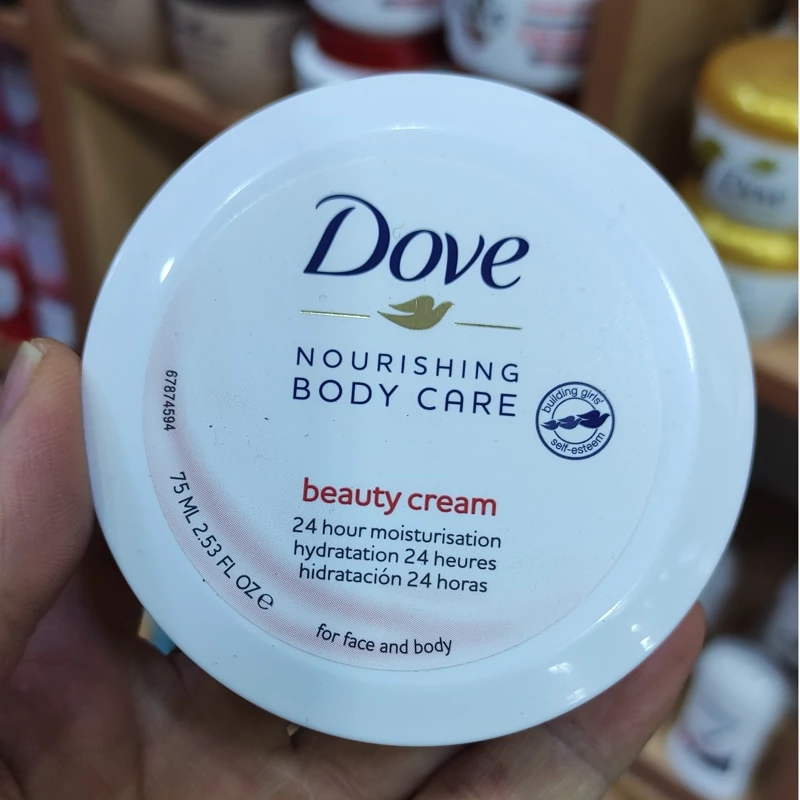 Dove
NOURISHING
BODY CARE
building girls'
self-esteem
beauty cream
24 hour moisturisation
hydratation 24 heures
hidratación 24 horas
for face and body
67874594
75 ML 2.53 FL OZ ℮
Dove